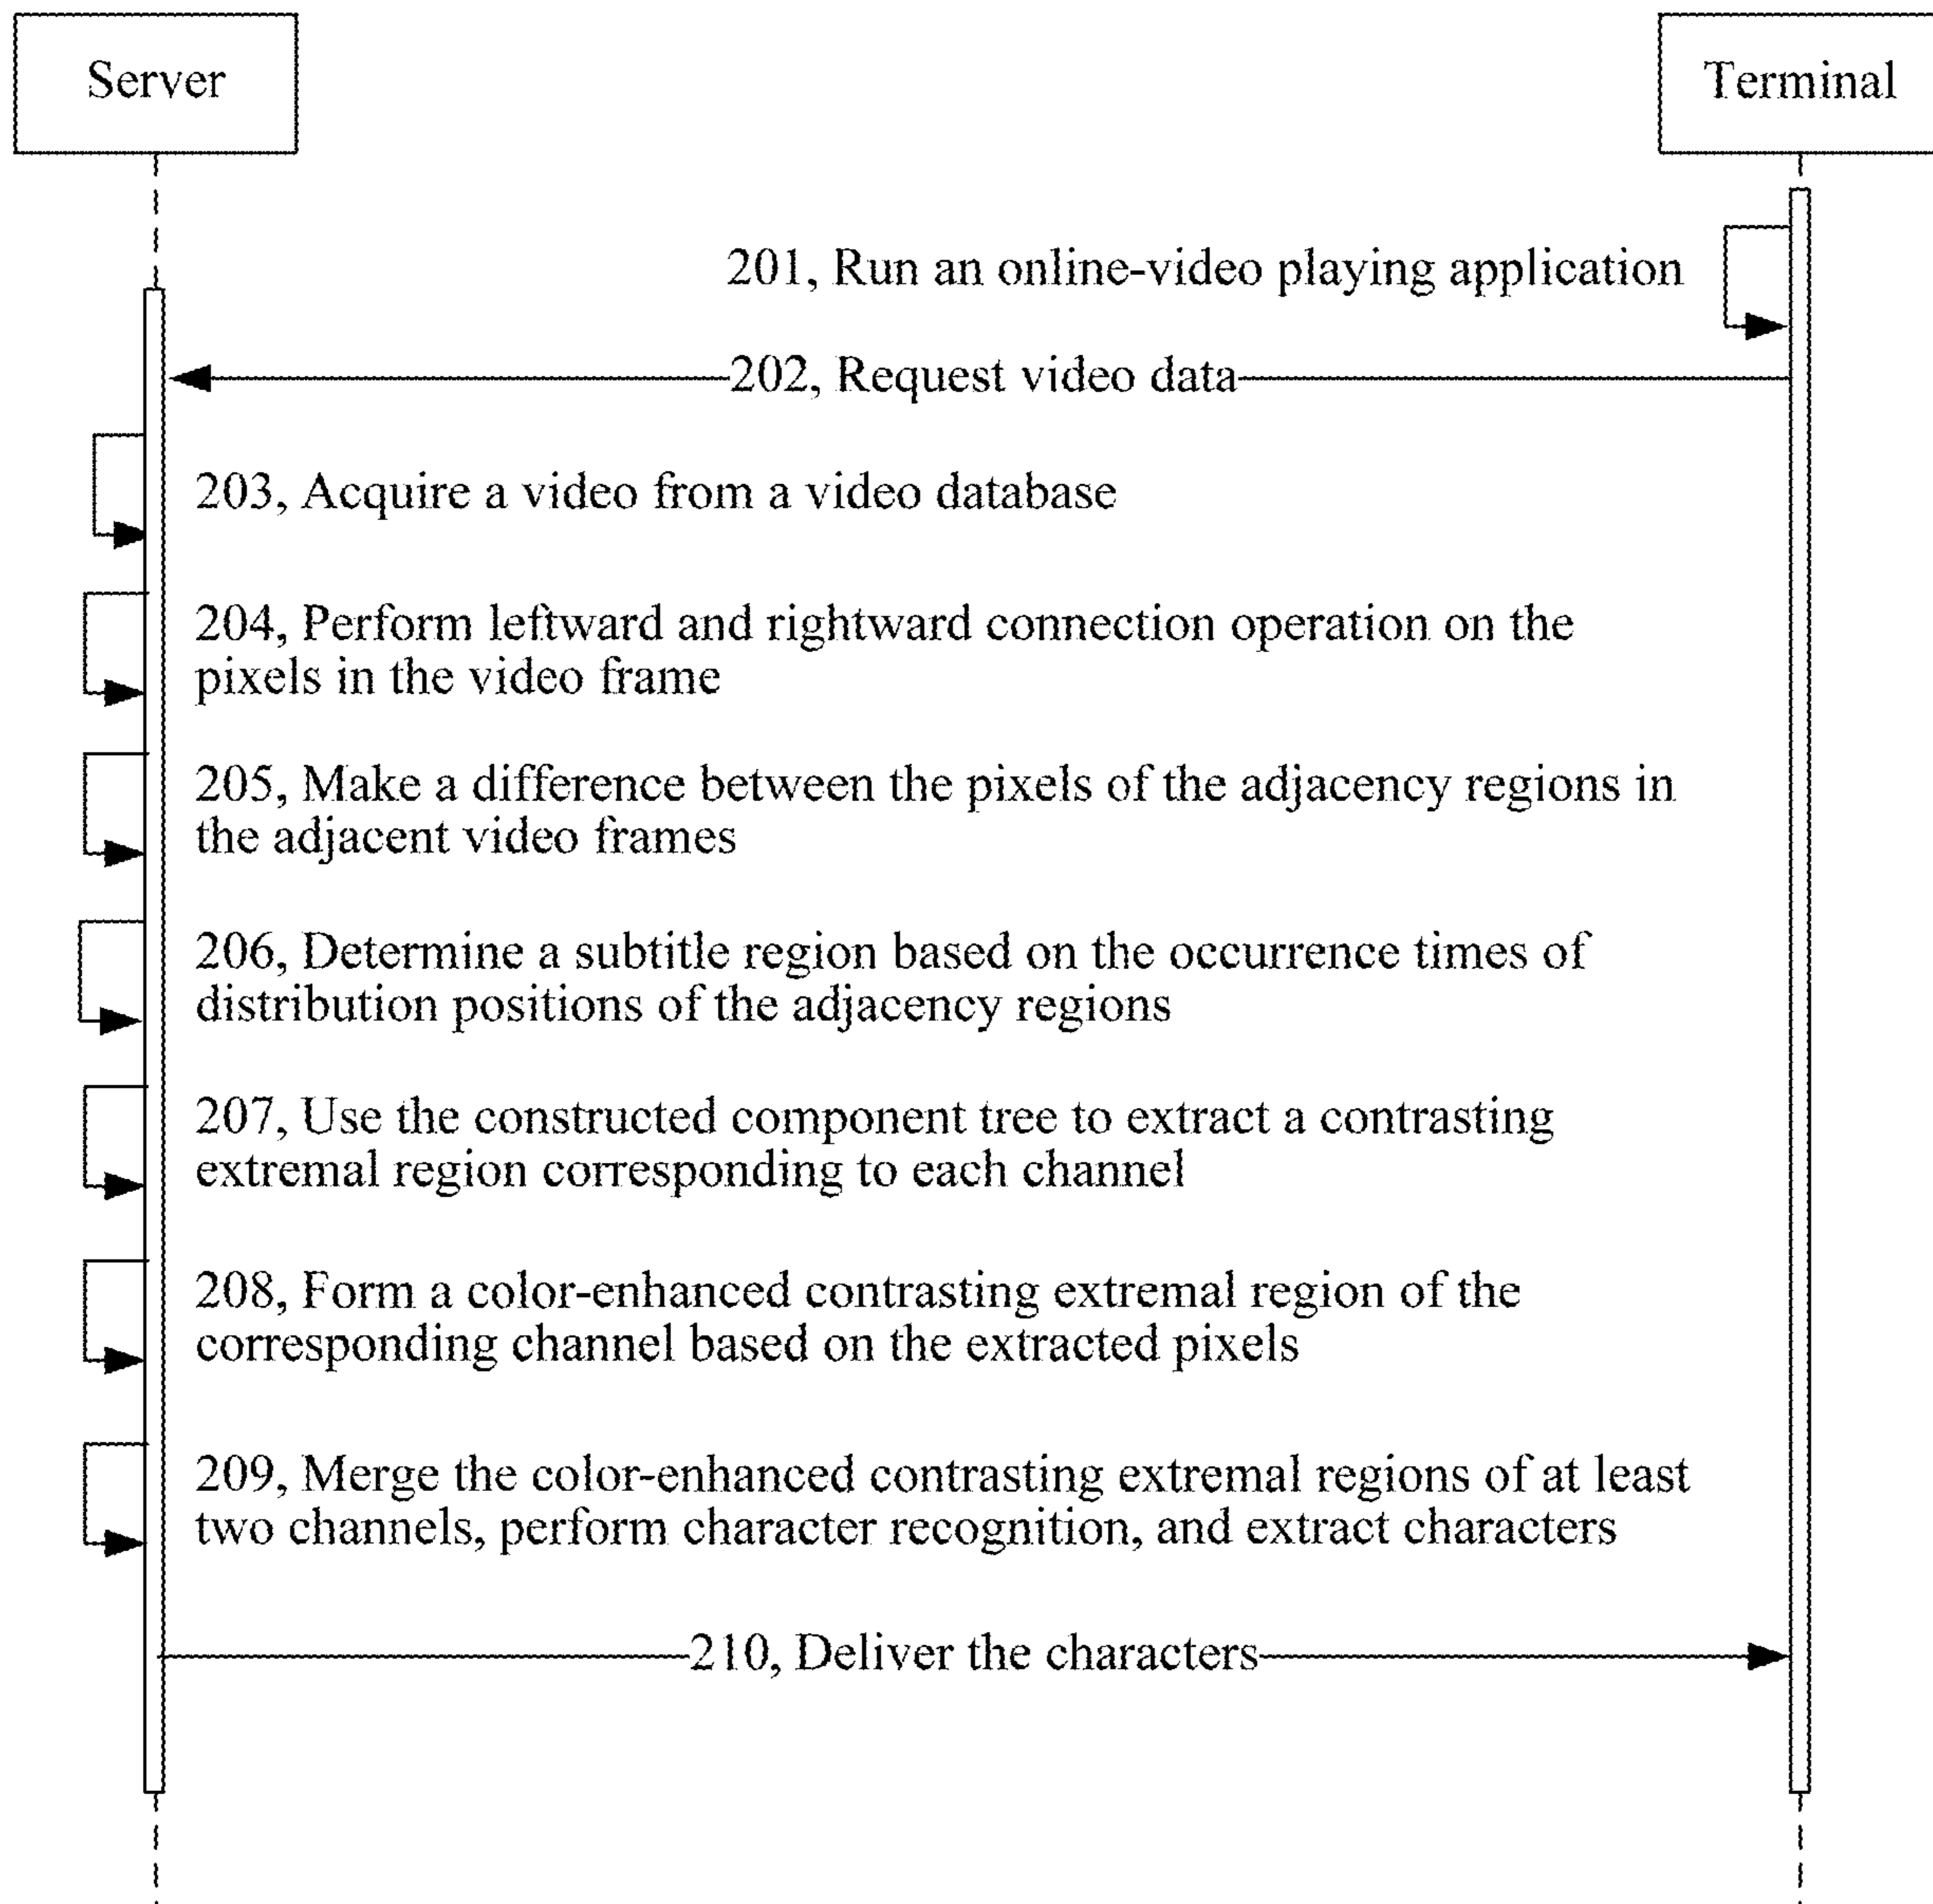 Server
Terminal
201, Run an online-video playing application
202, Request video data
203, Acquire a video from a video database
204, Perform leftward and rightward connection operation on the
pixels in the video frame
205, Make a difference between the pixels of the adjacency regions in
the adjacent video frames
206, Determine a subtitle region based on the occurrence times of
distribution positions of the adjacency regions
207, Use the constructed component tree to extract a contrasting
extremal region corresponding to each channel
208, Form a color-enhanced contrasting extremal region of the
corresponding channel based on the extracted pixels
209, Merge the color-enhanced contrasting extremal regions of at least
two channels, perform character recognition, and extract characters
210, Deliver the characters